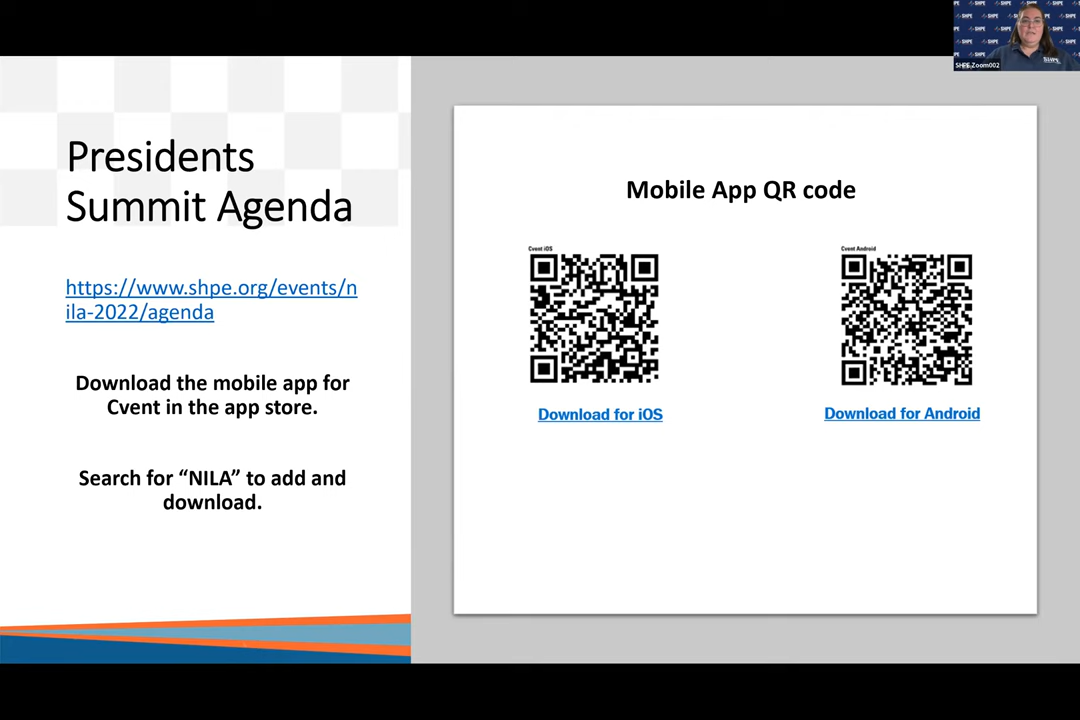 SHPE Zoom002
Presidents
Summit Agenda
https://www.shpe.org/events/n
ila-2022/agenda
Download the mobile app for
Cvent in the app store.
Search for “NILA” to add and
download.
Mobile App QR code
Cvent iOS
Cvent Android
Download for iOS
Download for Android